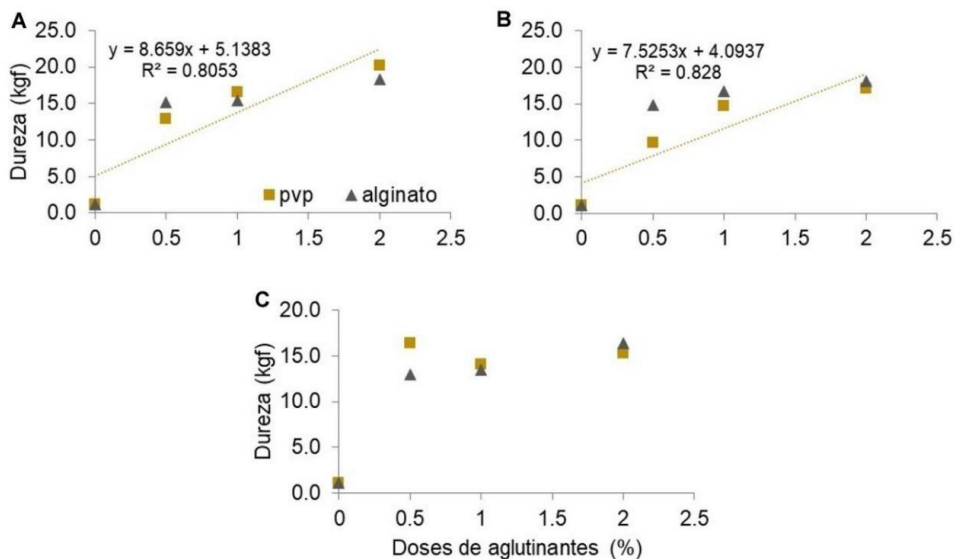 A
y = 8.659x + 5.1383
R² = 0.8053
Dureza (kgf)
25.0
20.0
15.0
10.0
5.0
0.0
pvp alginato
0 0.5 1 1.5 2 2.5
B
y = 7.5253x + 4.0937
R² = 0.828
25.0
20.0
15.0
10.0
5.0
0.0
0 0.5 1 1.5 2 2.5
C
Dureza (kgf)
20.0
15.0
10.0
5.0
0.0
0 0.5 1 1.5 2 2.5
Doses de aglutinantes (%)